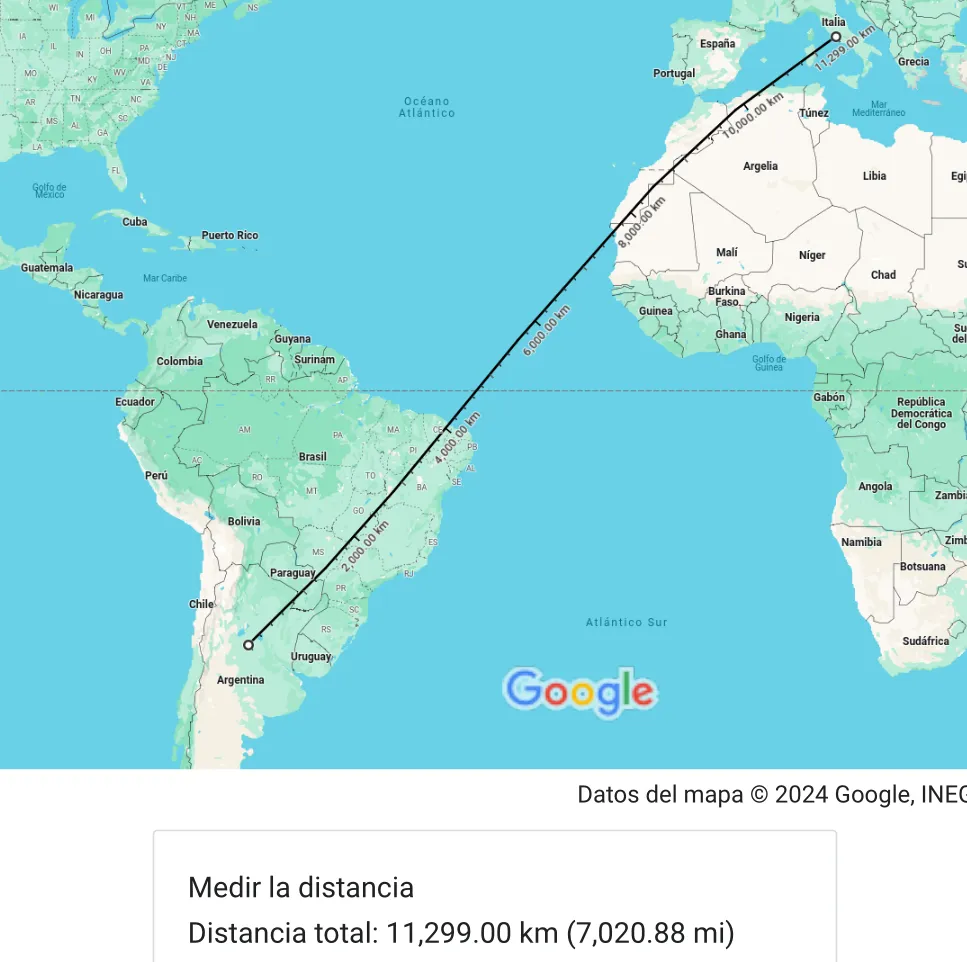 WI
MI
VT
ME
NS
NH
NY
MA
CT
IA
IL
IN
OH
PA
NJ
MD
DE
MO
KY
WV
VA
AR
TN
NC
MS
AL
SC
GA
LA
FL
Italia
11,299.00 km
España
Grecia
Portugal
Océano
Atlántico
10,000.00 km
Túnez
Mar
Mediterráneo
Golfo de
México
Argelia
Libia
Egi
Cuba
Puerto Rico
8,000.00 km
Malí
Níger
Chad
Su
Guatemala
Mar Caribe
Nicaragua
Burkina
Faso
Guinea
Nigeria
Ghana
Su
del
Venezuela
Guyana
Surinam
6,000.00 km
Colombia
RR
AP
Golfo de
Guinea
Ecuador
Gabón
República
Democrática
del Congo
AM
PA
MA
CE
4,000.00 km
PB
PI
AL
Brasil
AC
RO
TO
BA
SE
Perú
MT
Angola
Zambia
GO
Bolivia
2,000.00 km
MS
ES
Namibia
Zimb
Botsuana
Paraguay
RJ
PR
Chile
SC
RS
Atlántico Sur
Sudáfrica
Uruguay
Argentina
Google
Datos del mapa © 2024 Google, INEG
Medir la distancia
Distancia total: 11,299.00 km (7,020.88 mi)